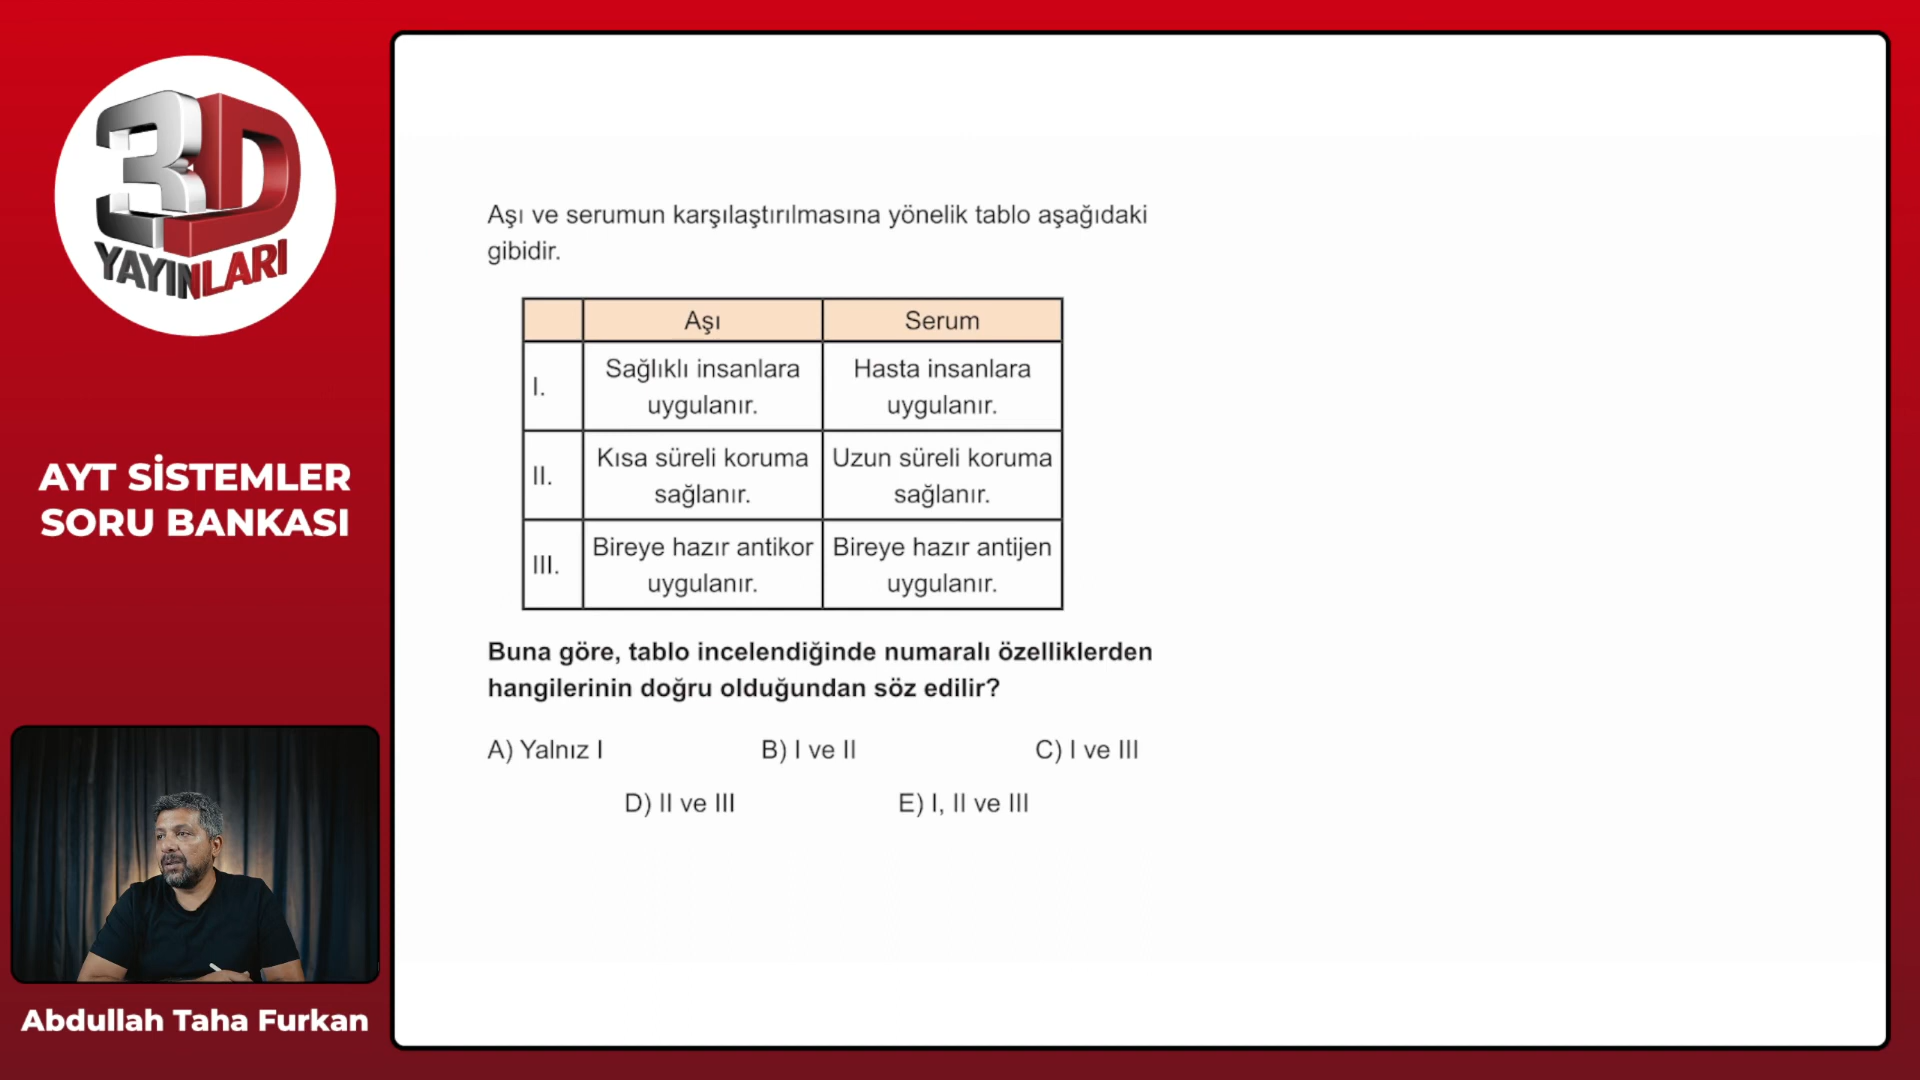 3D
YAYINLARI
AYT SİSTEMLER
SORU BANKASI
Abdullah Taha Furkan
Aşı ve serumun karşılaştırılmasına yönelik tablo aşağıdaki
gibidir.
Aşı Serum
I. Sağlıklı insanlara uygulanır. Hasta insanlara uygulanır.
II. Kısa süreli koruma sağlanır. Uzun süreli koruma sağlanır.
III. Bireye hazır antikor uygulanır. Bireye hazır antijen uygulanır.
Buna göre, tablo incelendiğinde numaralı özelliklerden
hangilerinin doğru olduğundan söz edilir?
A) Yalnız I B) I ve II C) I ve III
D) II ve III E) I, II ve III